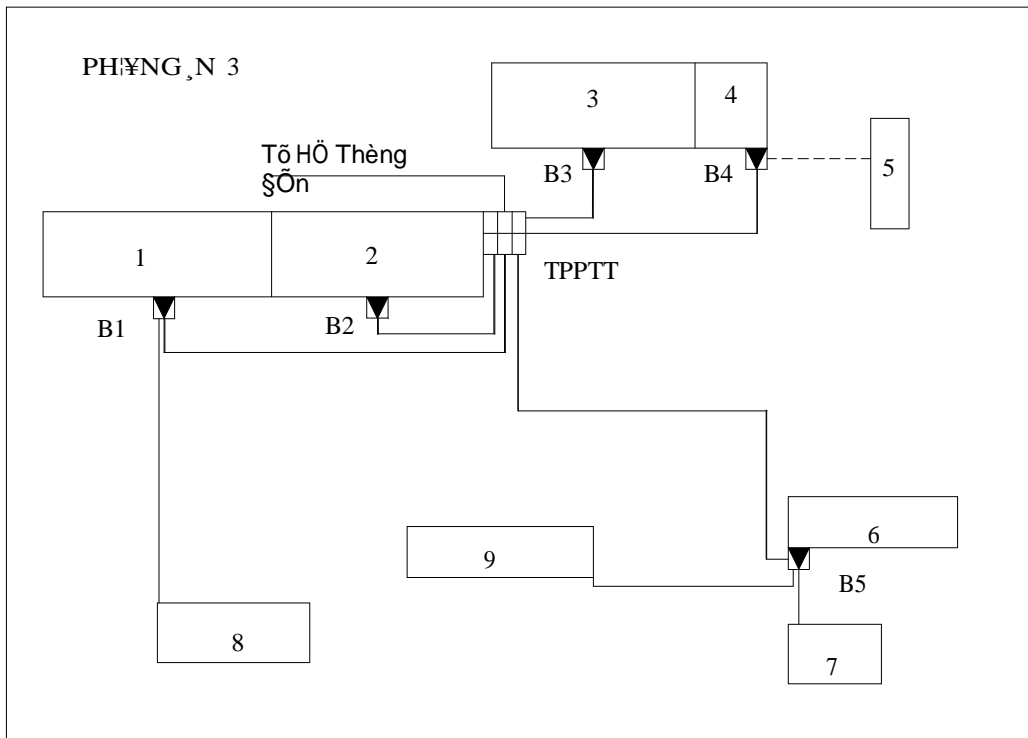 PH¦¥NG ¸N 3
3
4
Tõ HÖ Thèng
§Õn
B3
B4
5
1
2
TPPTT
B1
B2
6
9
B5
8
7